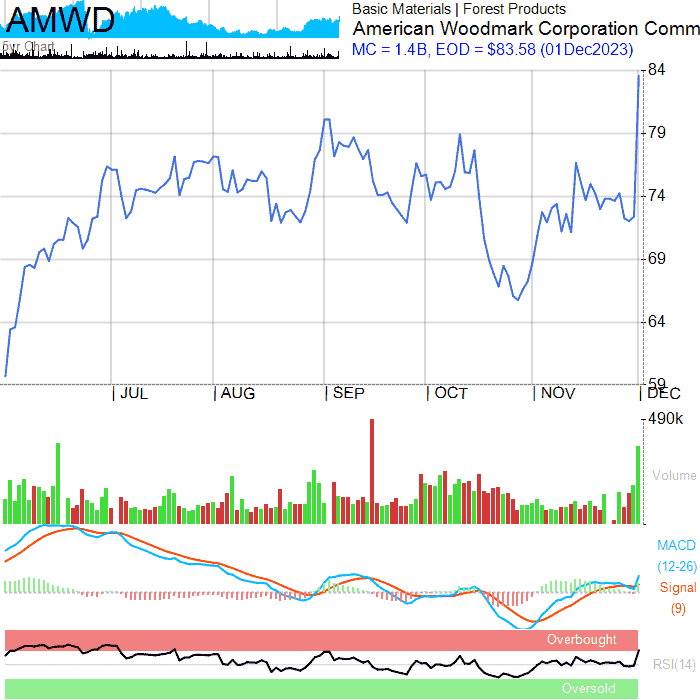 AMWD
5yr Chart
Basic Materials | Forest Products
American Woodmark Corporation Comm
MC = 1.4B, EOD = $83.58 (01Dec2023)
84
79
74
69
64
59
JUL
AUG
SEP
OCT
NOV
DEC
490k
Volume
MACD
(12-26)
Signal
(9)
Overbought
RSI(14)
Oversold